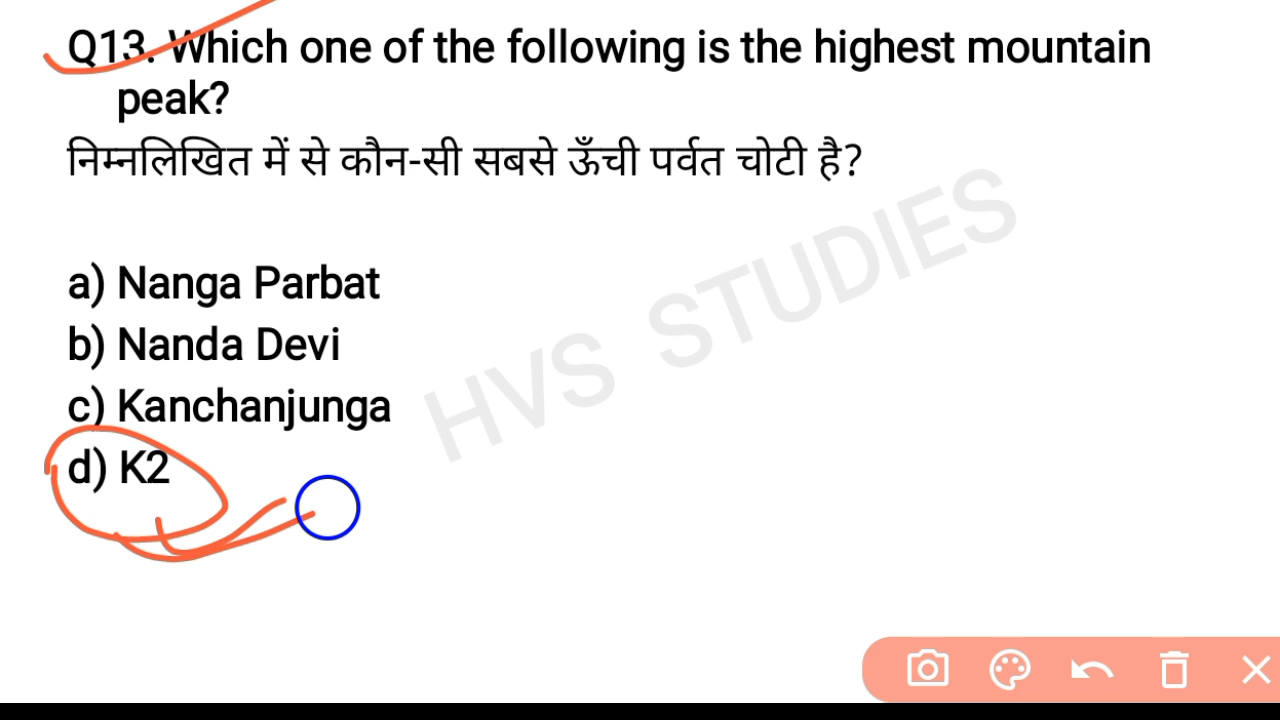 Q13. Which one of the following is the highest mountain
peak?
निम्नलिखित में से कौन-सी सबसे ऊँची पर्वत चोटी है?
HVS STUDIES
a) Nanga Parbat
b) Nanda Devi
c) Kanchanjunga
d) K2